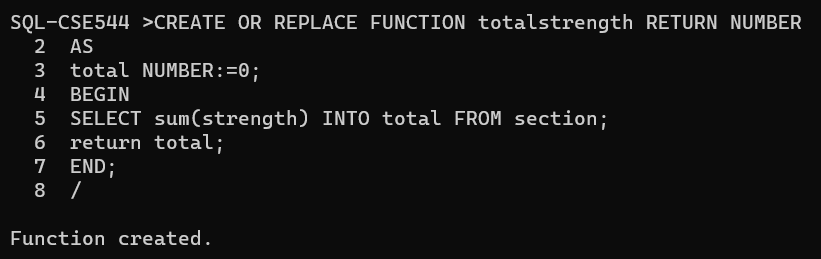 SQL-CSE544 >CREATE OR REPLACE FUNCTION totalstrength RETURN NUMBER
  2  AS
  3  total NUMBER:=0;
  4  BEGIN
  5  SELECT sum(strength) INTO total FROM section;
  6  return total;
  7  END;
  8  /

Function created.